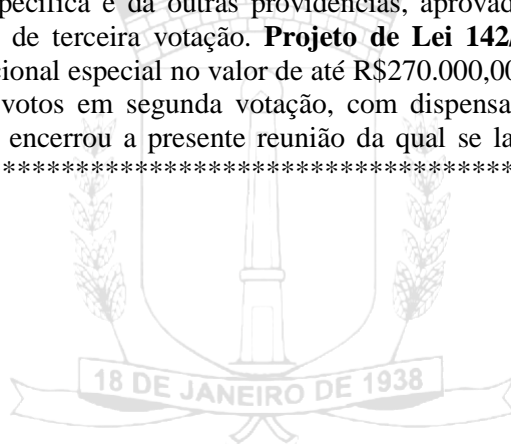 pecífica e dá outras providências, aprovad
de terceira votação. Projeto de Lei 142/
cional especial no valor de até R$270.000,00
votos em segunda votação, com dispensa
encerrou a presente reunião da qual se la
****************************************
18 DE JANEIRO DE 1938